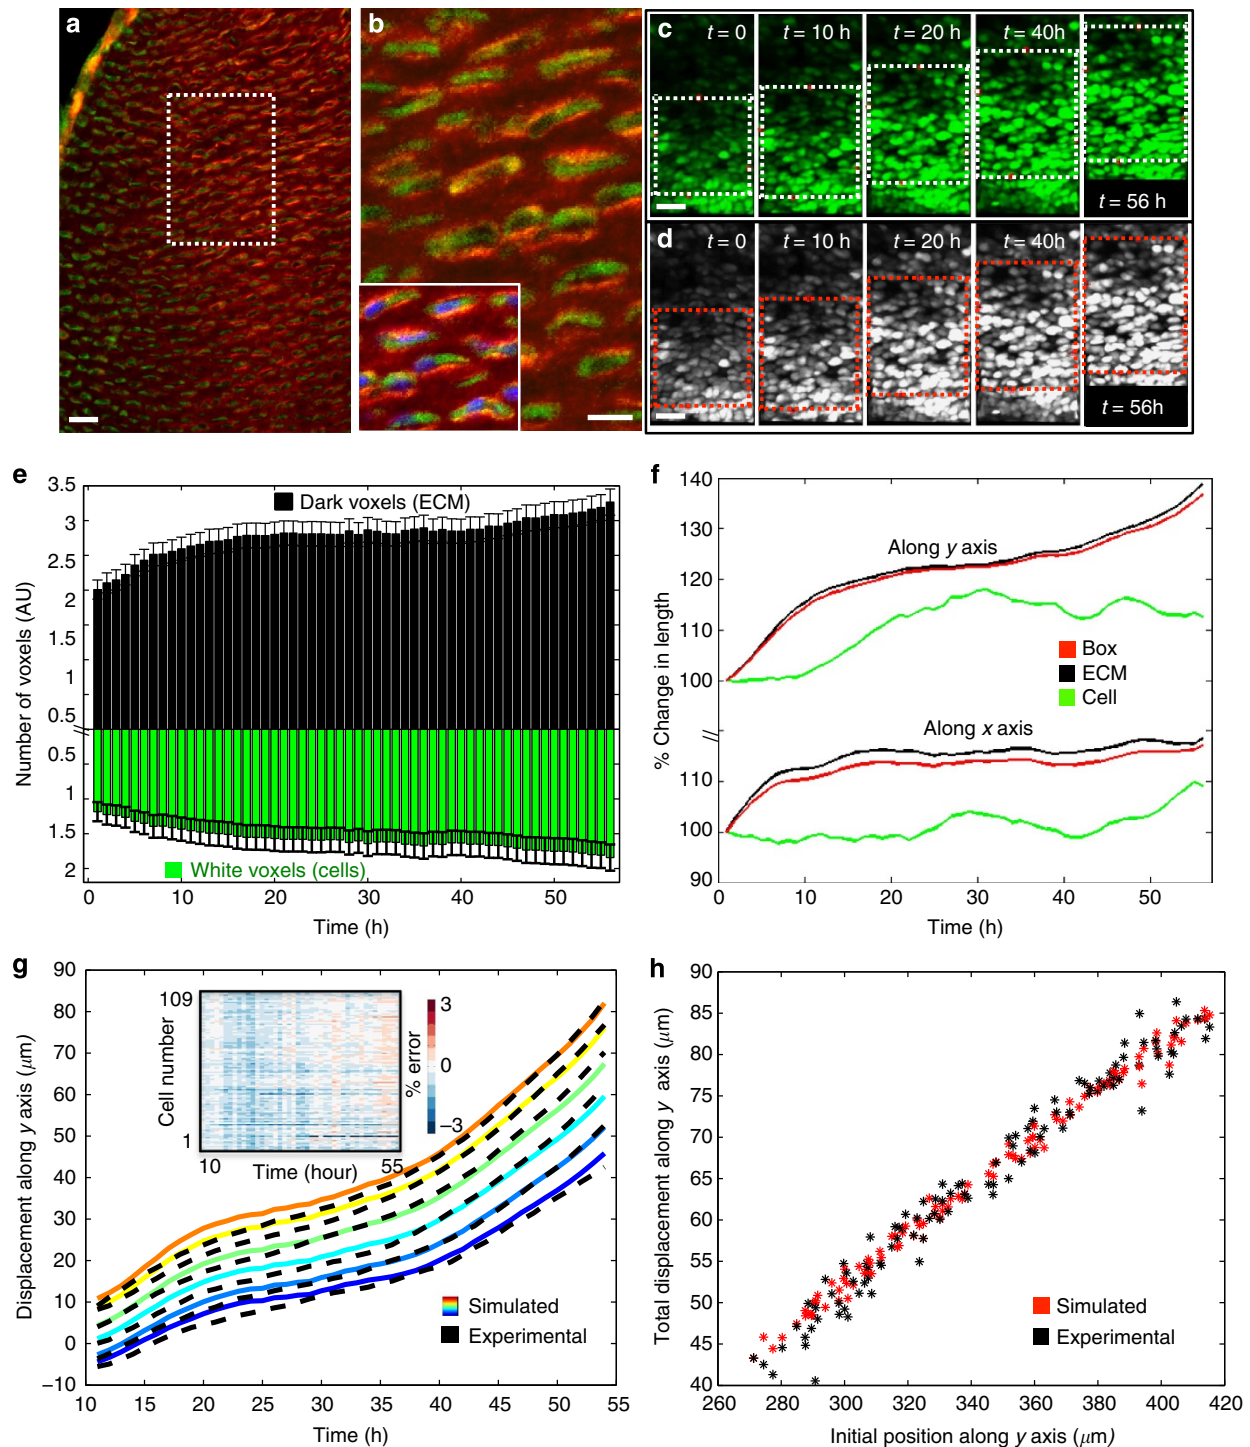 a
b
c
t = 0
t = 10 h
t = 20 h
t = 40h
t = 56 h
d
t = 0
t = 10 h
t = 20 h
t = 40 h
t = 56h
e
3.5
3
2.5
2
1.5
1
0.5
0.5
1
1.5
2
Number of voxels (AU)
Dark voxels (ECM)
White voxels (cells)
0
10
20
30
40
50
Time (h)
f
140
130
120
110
100
110
100
90
% Change in length
Along y axis
Box
ECM
Cell
Along x axis
0
10
20
30
40
50
Time (h)
g
90
80
70
60
50
40
30
20
10
0
−10
Displacement along y axis (μm)
109
1
Cell number
10
Time (hour)
55
3
0
−3
% error
Simulated
Experimental
10
15
20
25
30
35
40
45
50
55
Time (h)
h
90
85
80
75
70
65
60
55
50
45
40
Total displacement along y axis (μm)
Simulated
Experimental
260
280
300
320
340
360
380
400
420
Initial position along y axis (μm)